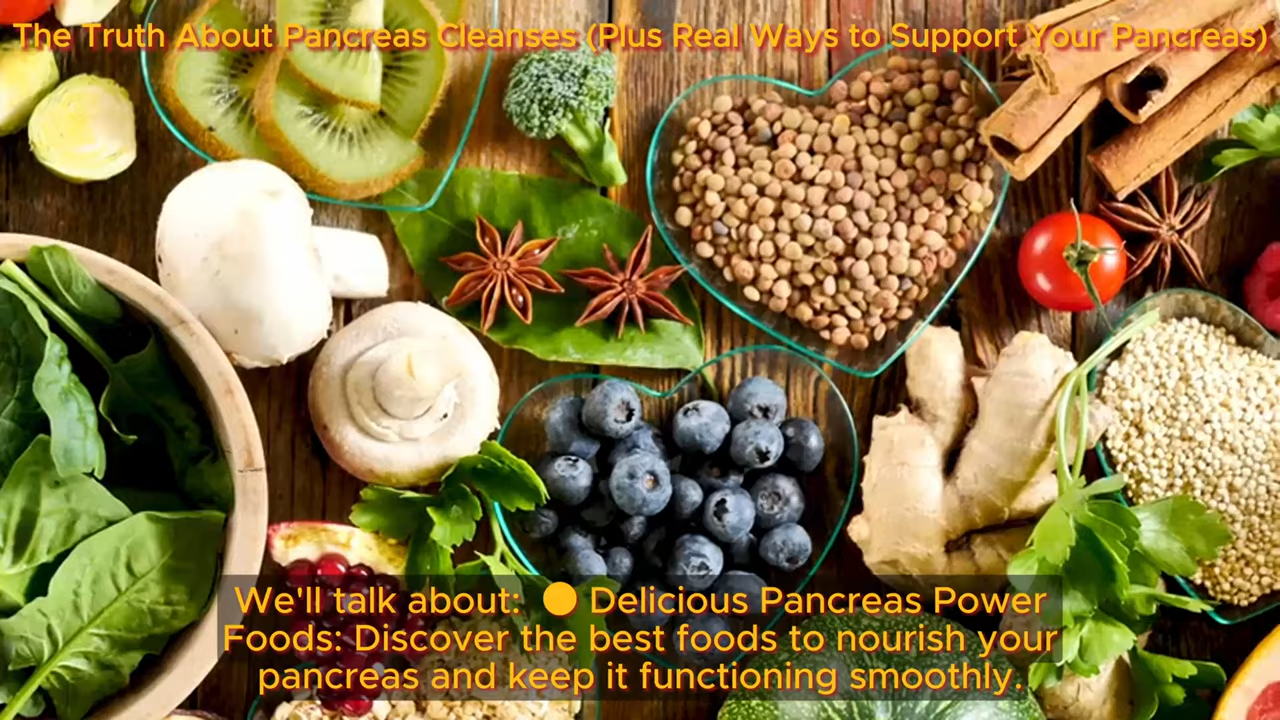 The Truth About Pancreas Cleanses (Plus Real Ways to Support Your Pancreas)
We'll talk about: 🟡 Delicious Pancreas Power
Foods: Discover the best foods to nourish your
pancreas and keep it functioning smoothly.